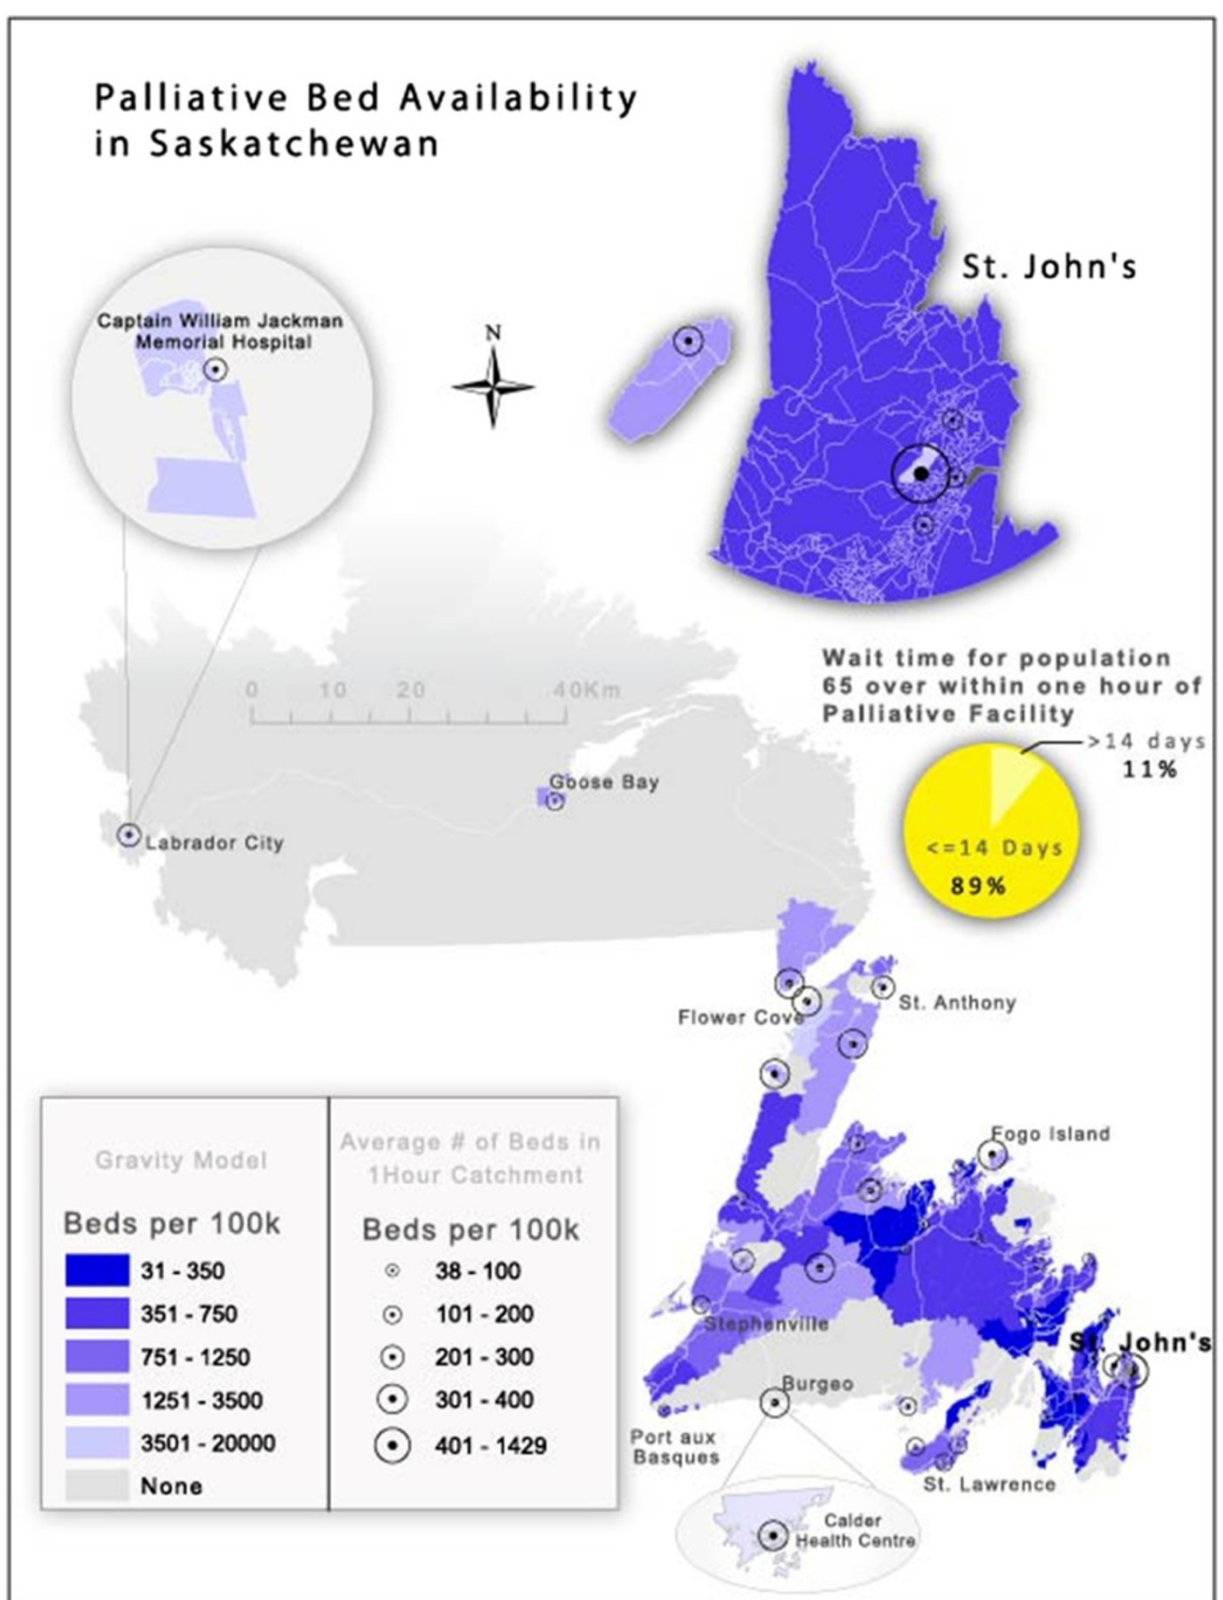 Palliative Bed Availability
in Saskatchewan
St. John's
Captain William Jackman
Memorial Hospital
N
Wait time for population
65 over within one hour of
Palliative Facility
0 10 20 40Km
>14 days
11%
<=14 Days
89%
Goose Bay
Labrador City
St. Anthony
Flower Cove
Fogo Island
Stephenville
St. John's
Burgeo
Port aux
Basques
St. Lawrence
Calder
Health Centre
Gravity Model
Beds per 100k
31 - 350
351 - 750
751 - 1250
1251 - 3500
3501 - 20000
None
Average # of Beds in
1Hour Catchment
Beds per 100k
38 - 100
101 - 200
201 - 300
301 - 400
401 - 1429